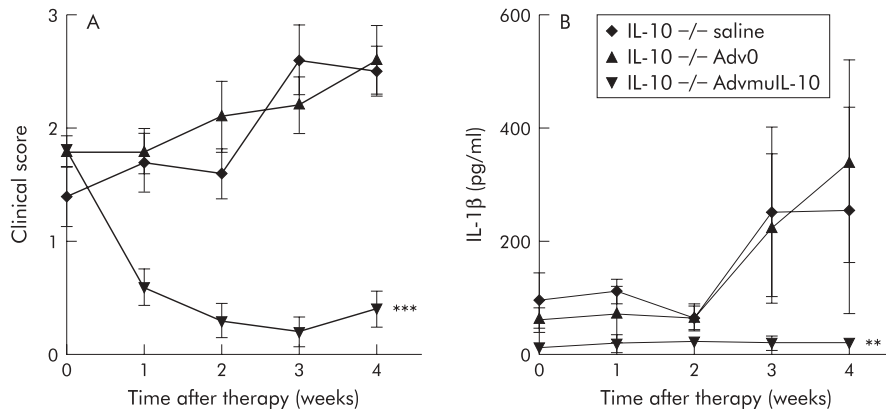 A
3
2
1
0
Clinical score
0 1 2 3 4
Time after therapy (weeks)
***
B
600
400
200
0
IL-1β (pg/ml)
IL-10 –/– saline
IL-10 –/– Adv0
IL-10 –/– AdvmuIL-10
0 1 2 3 4
Time after therapy (weeks)
**